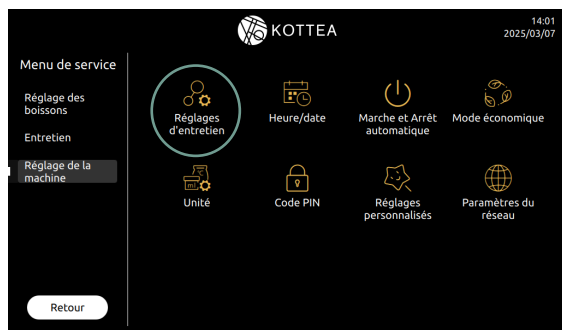 KOTTEA
14:01
2025/03/07
Menu de service
Réglage des
boissons
Entretien
Réglage de la
machine
Retour
Réglages
d'entretien
Heure/date
Marche et Arrêt
automatique
Mode économique
ml
Unité
Code PIN
Réglages
personnalisés
Paramètres du
réseau